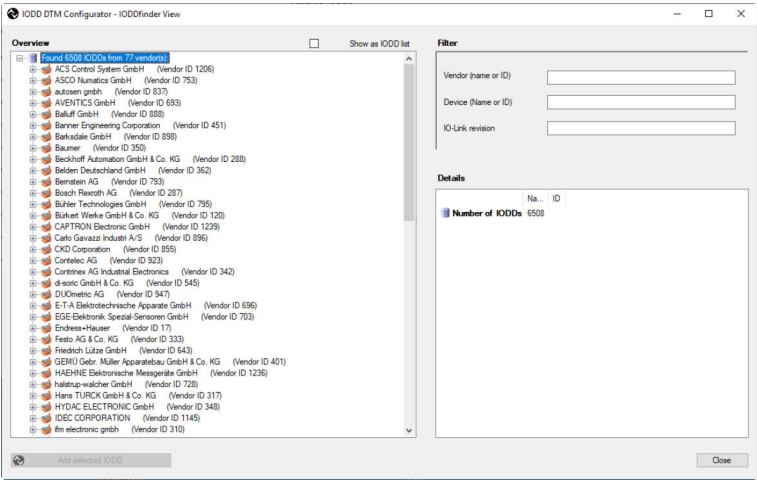 IODD DTM Configurator - IODDfinder View
Overview
Show as IODD list
Found 6508 IODDs from 77 vendor(s):
ACS Control System GmbH (Vendor ID 1206)
ASCO Numatics GmbH (Vendor ID 753)
autosen gmbh (Vendor ID 837)
AVENTICS GmbH (Vendor ID 693)
Balluff GmbH (Vendor ID 888)
Banner Engineering Corporation (Vendor ID 451)
Barksdale GmbH (Vendor ID 898)
Baumer (Vendor ID 350)
Beckhoff Automation GmbH & Co. KG (Vendor ID 288)
Belden Deutschland GmbH (Vendor ID 362)
Bernstein AG (Vendor ID 793)
Bosch Rexroth AG (Vendor ID 287)
Bühler Technologies GmbH (Vendor ID 795)
Bürkert Werke GmbH & Co. KG (Vendor ID 120)
CAPTRON Electronic GmbH (Vendor ID 1239)
Carlo Gavazzi Industri A/S (Vendor ID 896)
CKD Corporation (Vendor ID 855)
Contelec AG (Vendor ID 923)
Contrinex AG Industrial Electronics (Vendor ID 342)
di-soric GmbH & Co. KG (Vendor ID 545)
DUOmetric AG (Vendor ID 947)
E-T-A Elektrotechnische Apparate GmbH (Vendor ID 696)
EGE-Elektronik Spezial-Sensoren GmbH (Vendor ID 703)
Endress+Hauser (Vendor ID 17)
Festo AG & Co. KG (Vendor ID 333)
Friedrich Lütze GmbH (Vendor ID 643)
GEMÜ Gebr. Müller Apparatebau GmbH & Co. KG (Vendor ID 401)
HAEHNE Elektronische Messgeräte GmbH (Vendor ID 1236)
halstrup-walcher GmbH (Vendor ID 728)
Hans TURCK GmbH & Co. KG (Vendor ID 317)
HYDAC ELECTRONIC GmbH (Vendor ID 348)
IDEC CORPORATION (Vendor ID 1145)
ifm electronic gmbh (Vendor ID 310)
Add selected IODD
Filter
Vendor (name or ID)
Device (Name or ID)
IO-Link revision
Details
Na... ID
Number of IODDs 6508
Close